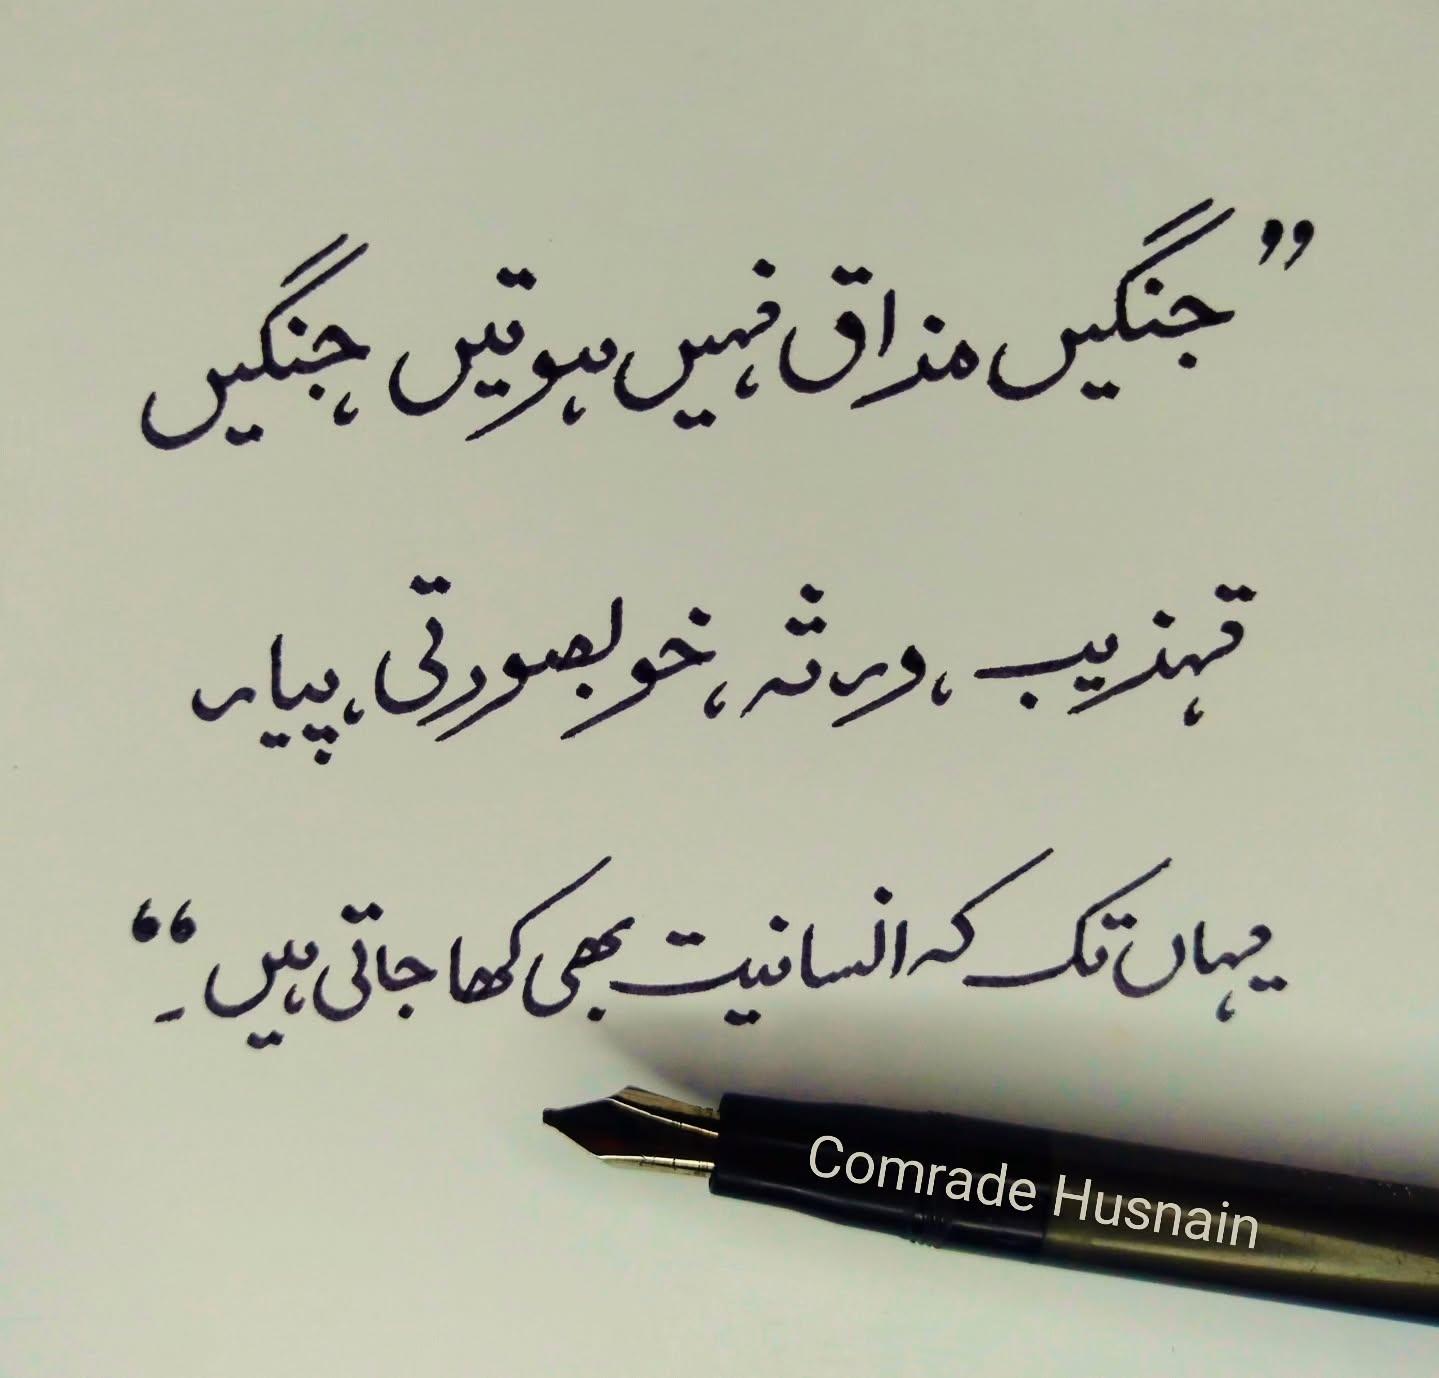 ”جنگیں مذاق نہیں ہوتیں جنگیں
تہذیب، ورثہ، خوبصورتی، پیار
یہاں تک کہ انسانیت بھی کھا جاتی ہیں۔“
Comrade Husnain